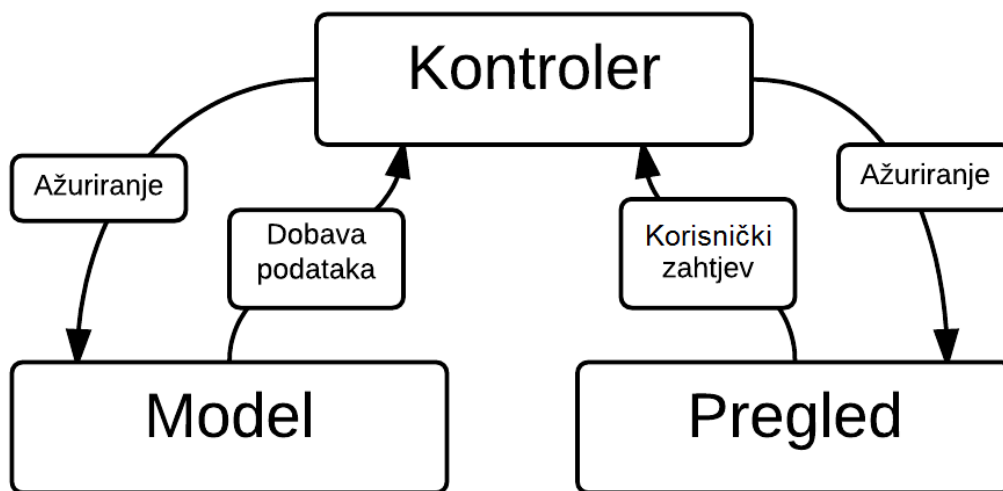 Kontroler
Ažuriranje
Ažuriranje
Dobava
podataka
Korisnički
zahtjev
Model
Pregled